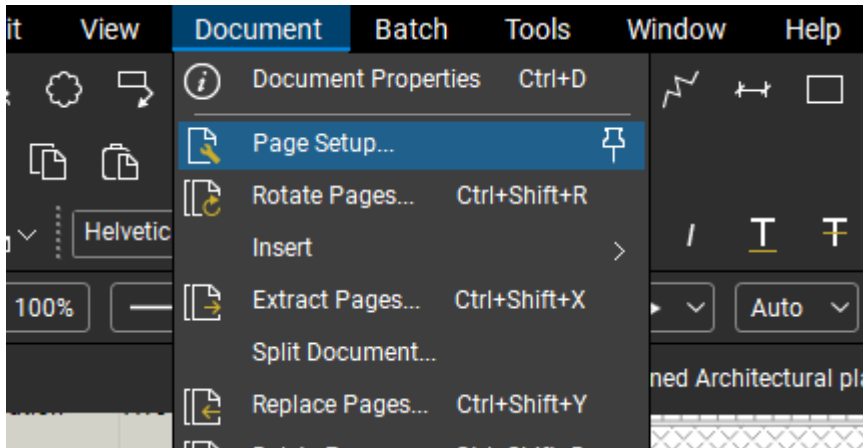 it View Document Batch Tools Window Help
Document Properties Ctrl+D
Page Setup...
Rotate Pages... Ctrl+Shift+R
Helvetic
Insert
I T T
100%
Extract Pages... Ctrl+Shift+X
Auto
Split Document...
ned Architectural pla
Replace Pages... Ctrl+Shift+Y